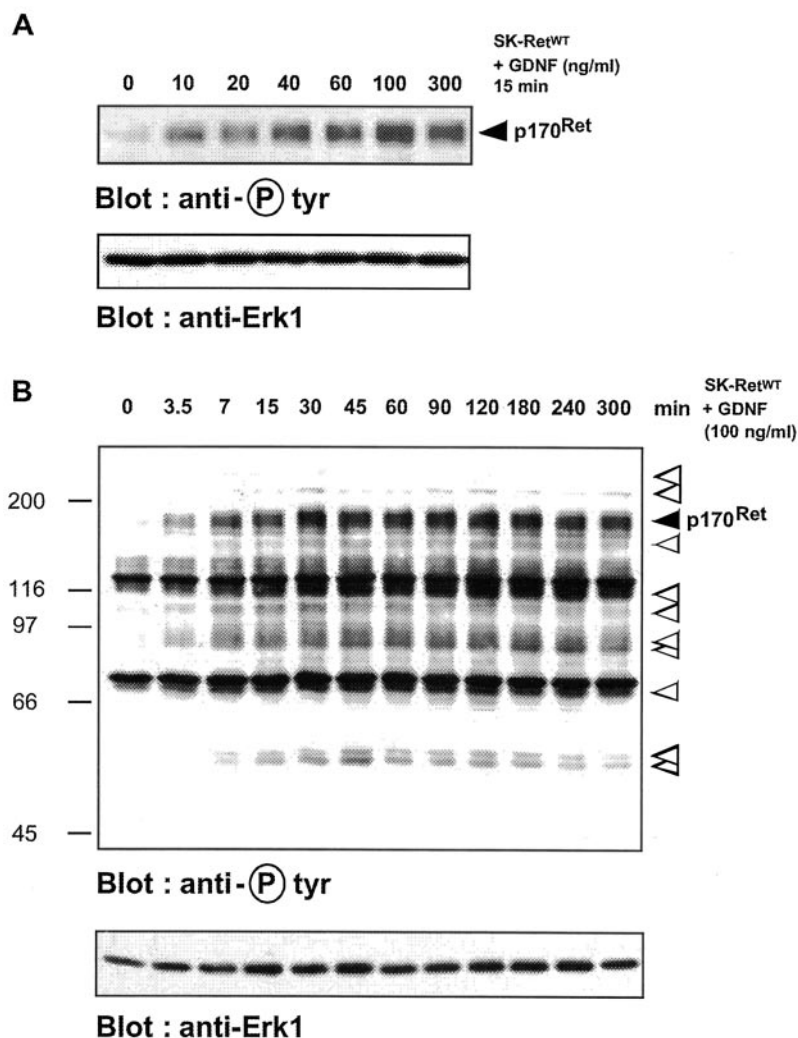 A
SK-RetWT
+ GDNF (ng/ml)
15 min
0 10 20 40 60 100 300
p170Ret
Blot : anti-P tyr
Blot : anti-Erk1
B
SK-RetWT
+ GDNF
(100 ng/ml)
0 3.5 7 15 30 45 60 90 120 180 240 300 min
200
p170Ret
116
97
66
45
Blot : anti-P tyr
Blot : anti-Erk1